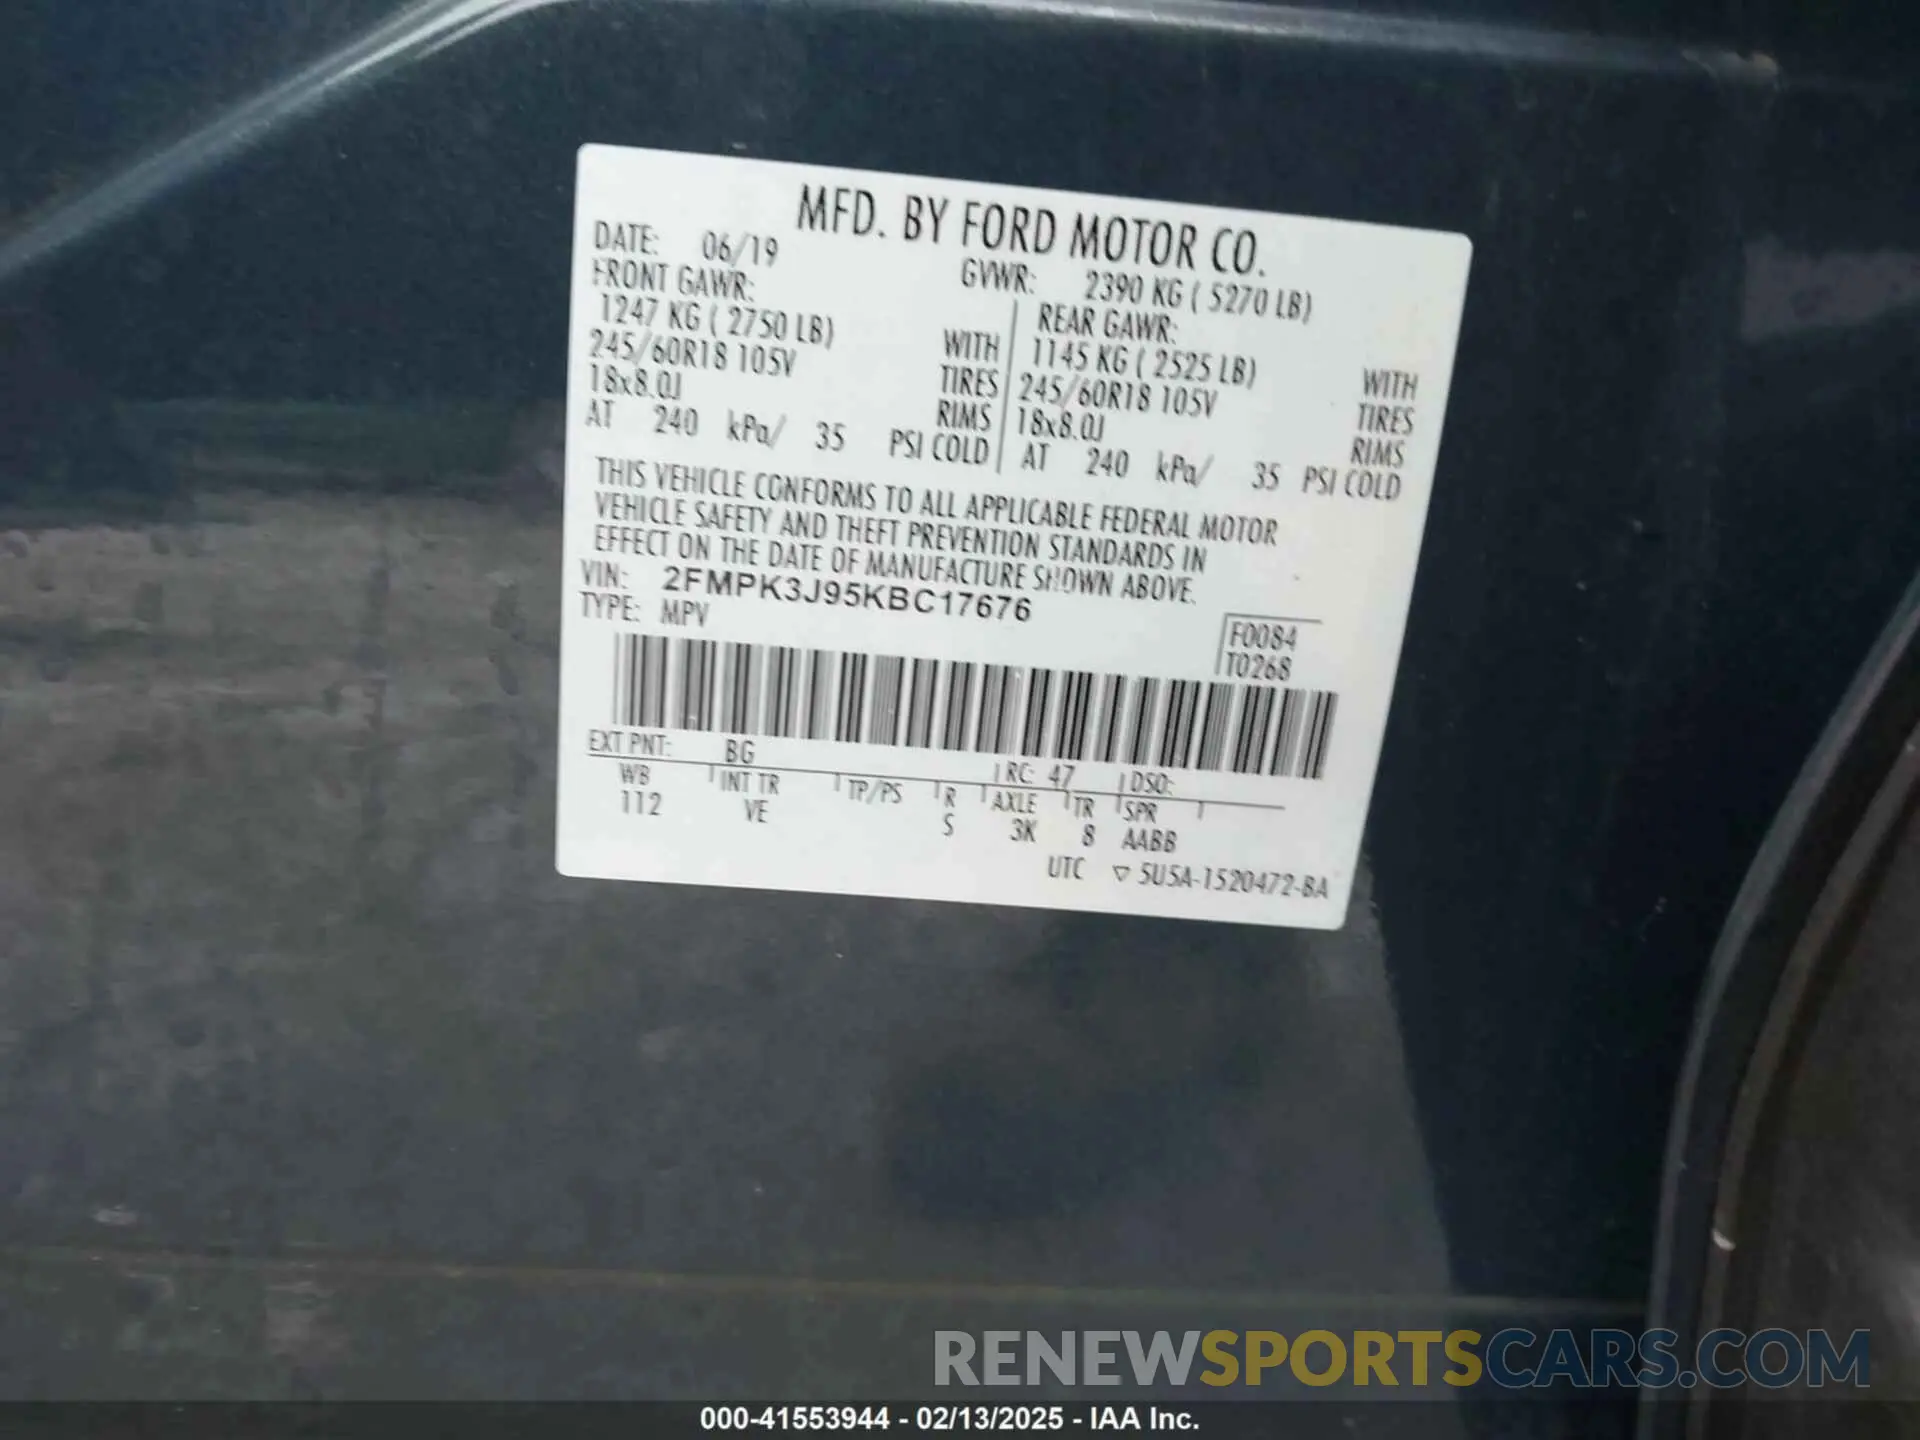 MFD. BY FORD MOTOR CO.
DATE: 06/19 GVWR: 2390 KG ( 5270 LB)
FRONT GAWR: REAR GAWR:
1247 KG ( 2750 LB) WITH 1145 KG ( 2525 LB) WITH
245/60R18 105V TIRES 245/60R18 105V TIRES
18x8.0J RIMS 18x8.0J RIMS
AT 240 kPa/ 35 PSI COLD AT 240 kPa/ 35 PSI COLD
THIS VEHICLE CONFORMS TO ALL APPLICABLE FEDERAL MOTOR
VEHICLE SAFETY AND THEFT PREVENTION STANDARDS IN
EFFECT ON THE DATE OF MANUFACTURE SHOWN ABOVE.
VIN: 2FMPK3J95KBC17676
TYPE: MPV
F0084
T0268
EXT PNT: BG RC: 47 DSO:
WB INT TR TP/PS R AXLE TR SPR
112 VE S 3K 8 AABB
UTC ▽ 5U5A-1520472-BA
RENEWSPORTSCARS.COM
000-41553944 - 02/13/2025 - IAA Inc.